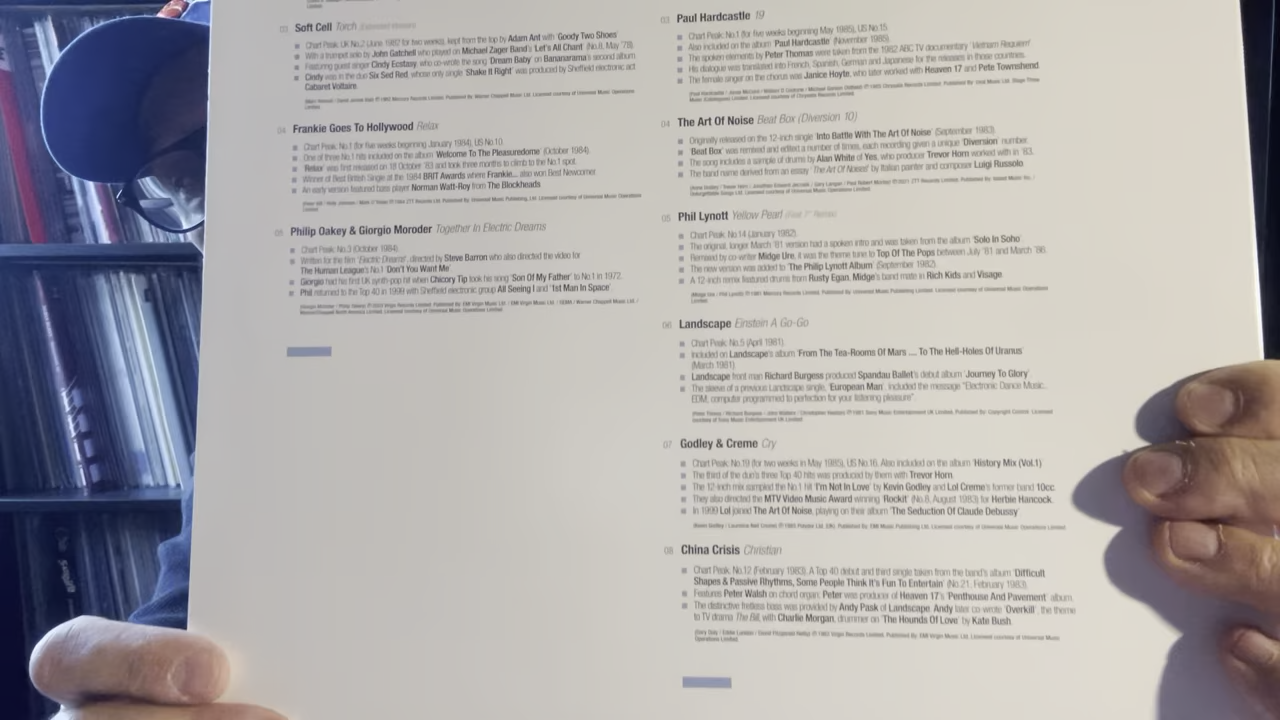 Limited.
03 Soft Cell Torch (Extended Version)
Chart Peak: UK No.2 (June 1982 for two weeks), kept from the top by Adam Ant with 'Goody Two Shoes'
With a trumpet solo by John Gatchell who played on Michael Zager Band's 'Let's All Chant' (No.8, May '78).
Featuring guest singer Cindy Ecstasy, who co-wrote the song 'Dream Baby' on Bananarama's second album
Cindy was in the duo Six Sed Red, whose only single 'Shake It Right' was produced by Sheffield electronic act
Cabaret Voltaire.
04 Frankie Goes To Hollywood Relax
Chart Peak: No.1 (for five weeks beginning January 1984), US No.10.
One of three No.1 hits included on the album 'Welcome To The Pleasuredome' (October 1984).
'Relax' was first released on 18 October '83 and took three months to climb to the No.1 spot.
Winner of Best British Single at the 1984 BRIT Awards where Frankie... also won Best Newcomer.
An early version featured bass player Norman Watt-Roy from The Blockheads
05 Philip Oakey & Giorgio Moroder Together In Electric Dreams
Chart Peak: No.3 (October 1984).
Written for the film 'Electric Dreams', directed by Steve Barron who also directed the video for
The Human League's No.1 'Don't You Want Me'
Giorgio had his first UK synth-pop hit when Chicory Tip took his song 'Son Of My Father' to No.1 in 1972.
Phil returned to the Top 40 in 1999 with Sheffield electronic group All Seeing I and '1st Man In Space'
03 Paul Hardcastle 19
Chart Peak: No.1 (for five weeks beginning May 1985), US No.15.
Also included on the album 'Paul Hardcastle' (November 1985).
The spoken elements by Peter Thomas were taken from the 1982 ABC TV documentary 'Vietnam Requiem'
His dialogue was translated into French, Spanish, German and Japanese for the releases in those countries.
The female singer on the chorus was Janice Hoyte, who later worked with Heaven 17 and Pete Townshend.
04 The Art Of Noise Beat Box (Diversion 10)
Originally released on the 12-inch single 'Into Battle With The Art Of Noise' (September 1983)
'Beat Box' was remixed and edited a number of times, each recording given a unique 'Diversion' number.
The song includes a sample of drums by Alan White of Yes, who producer Trevor Horn worked with in '83.
The band name derived from an essay 'The Art Of Noises' by Italian painter and composer Luigi Russolo
05 Phil Lynott Yellow Pearl (Final 7" Remix)
Chart Peak: No.14 (January 1982).
The original, longer March '81 version had a spoken intro and was taken from the album 'Solo In Soho'
Remixed by co-writer Midge Ure, it was the theme tune to Top Of The Pops between July '81 and March '86.
The new version was added to 'The Philip Lynott Album' (September 1982).
A 12-inch remix featured drums from Rusty Egan, Midge's band mate in Rich Kids and Visage.
06 Landscape Einstein A Go-Go
Chart Peak: No.5 (April 1981)
Included on Landscape's album 'From The Tea-Rooms Of Mars .... To The Hell-Holes Of Uranus'
(March 1981)
Landscape front man Richard Burgess produced Spandau Ballet's debut album 'Journey To Glory'.
The sleeve of a previous Landscape single, 'European Man', included the message "Electronic Dance Music...
EDM; computer programmed to perfection for your listening pleasure".
07 Godley & Creme Cry
Chart Peak: No.19 (for two weeks in May 1985), US No.16. Also included on the album 'History Mix (Vol.1)
The third of the duo's three Top 40 hits was produced by them with Trevor Horn.
The 12-inch mix sampled the No.1 hit 'I'm Not In Love' by Kevin Godley and Lol Creme's former band 10cc.
They also directed the MTV Video Music Award winning 'Rockit' (No.8, August 1983) for Herbie Hancock.
In 1999 Lol joined The Art Of Noise, playing on their album 'The Seduction Of Claude Debussy'
08 China Crisis Christian
Chart Peak: No.12 (February 1983). A Top 40 debut and third single taken from the band's album 'Difficult
Shapes & Passive Rhythms, Some People Think It's Fun To Entertain' (No.21, February 1983).
Features Peter Walsh on chord organ; Peter was producer of Heaven 17's 'Penthouse And Pavement' album.
The distinctive fretless bass was provided by Andy Pask of Landscape. Andy later co-wrote 'Overkill', the theme
to TV drama The Bill, with Charlie Morgan, drummer on 'The Hounds Of Love' by Kate Bush.